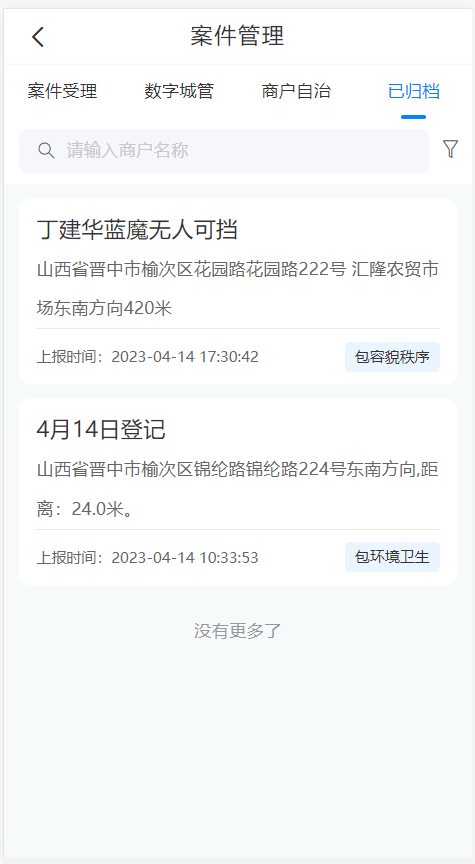 案件管理
案件受理 数字城管 商户自治 已归档
请输入商户名称
丁建华蓝魔无人可挡
山西省晋中市榆次区花园路花园路222号 汇隆农贸市
场东南方向420米
上报时间：2023-04-14 17:30:42 包容貌秩序
4月14日登记
山西省晋中市榆次区锦纶路锦纶路224号东南方向,距
离：24.0米。
上报时间：2023-04-14 10:33:53 包环境卫生
没有更多了